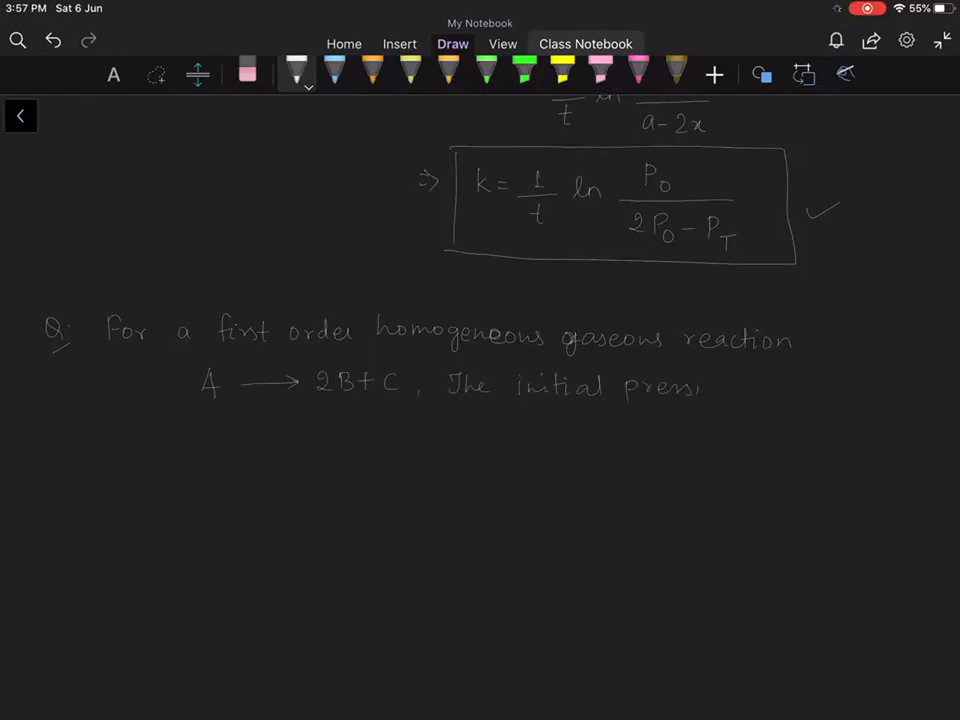 3:57 PM Sat 6 Jun 55%
My Notebook
Home Insert Draw View Class Notebook
A
t a - 2x
⇒ k = 1/t ln P0/(2P0 - PT)
Q. For a first order homogeneous gaseous reaction
A → 2B + C, The initial press